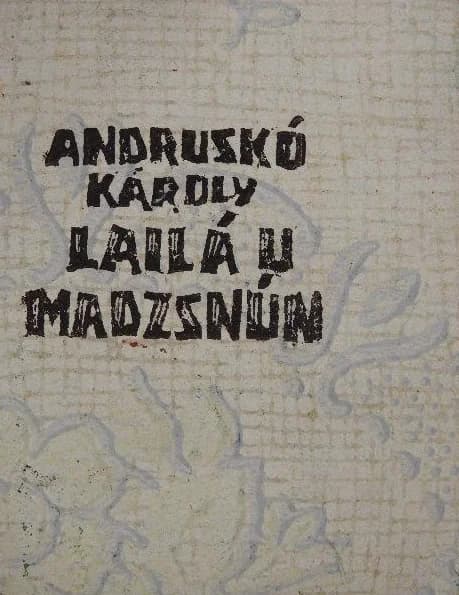 ANDRUSKÓ
KÁROLY
LAILÁ U
MADZSNÚN